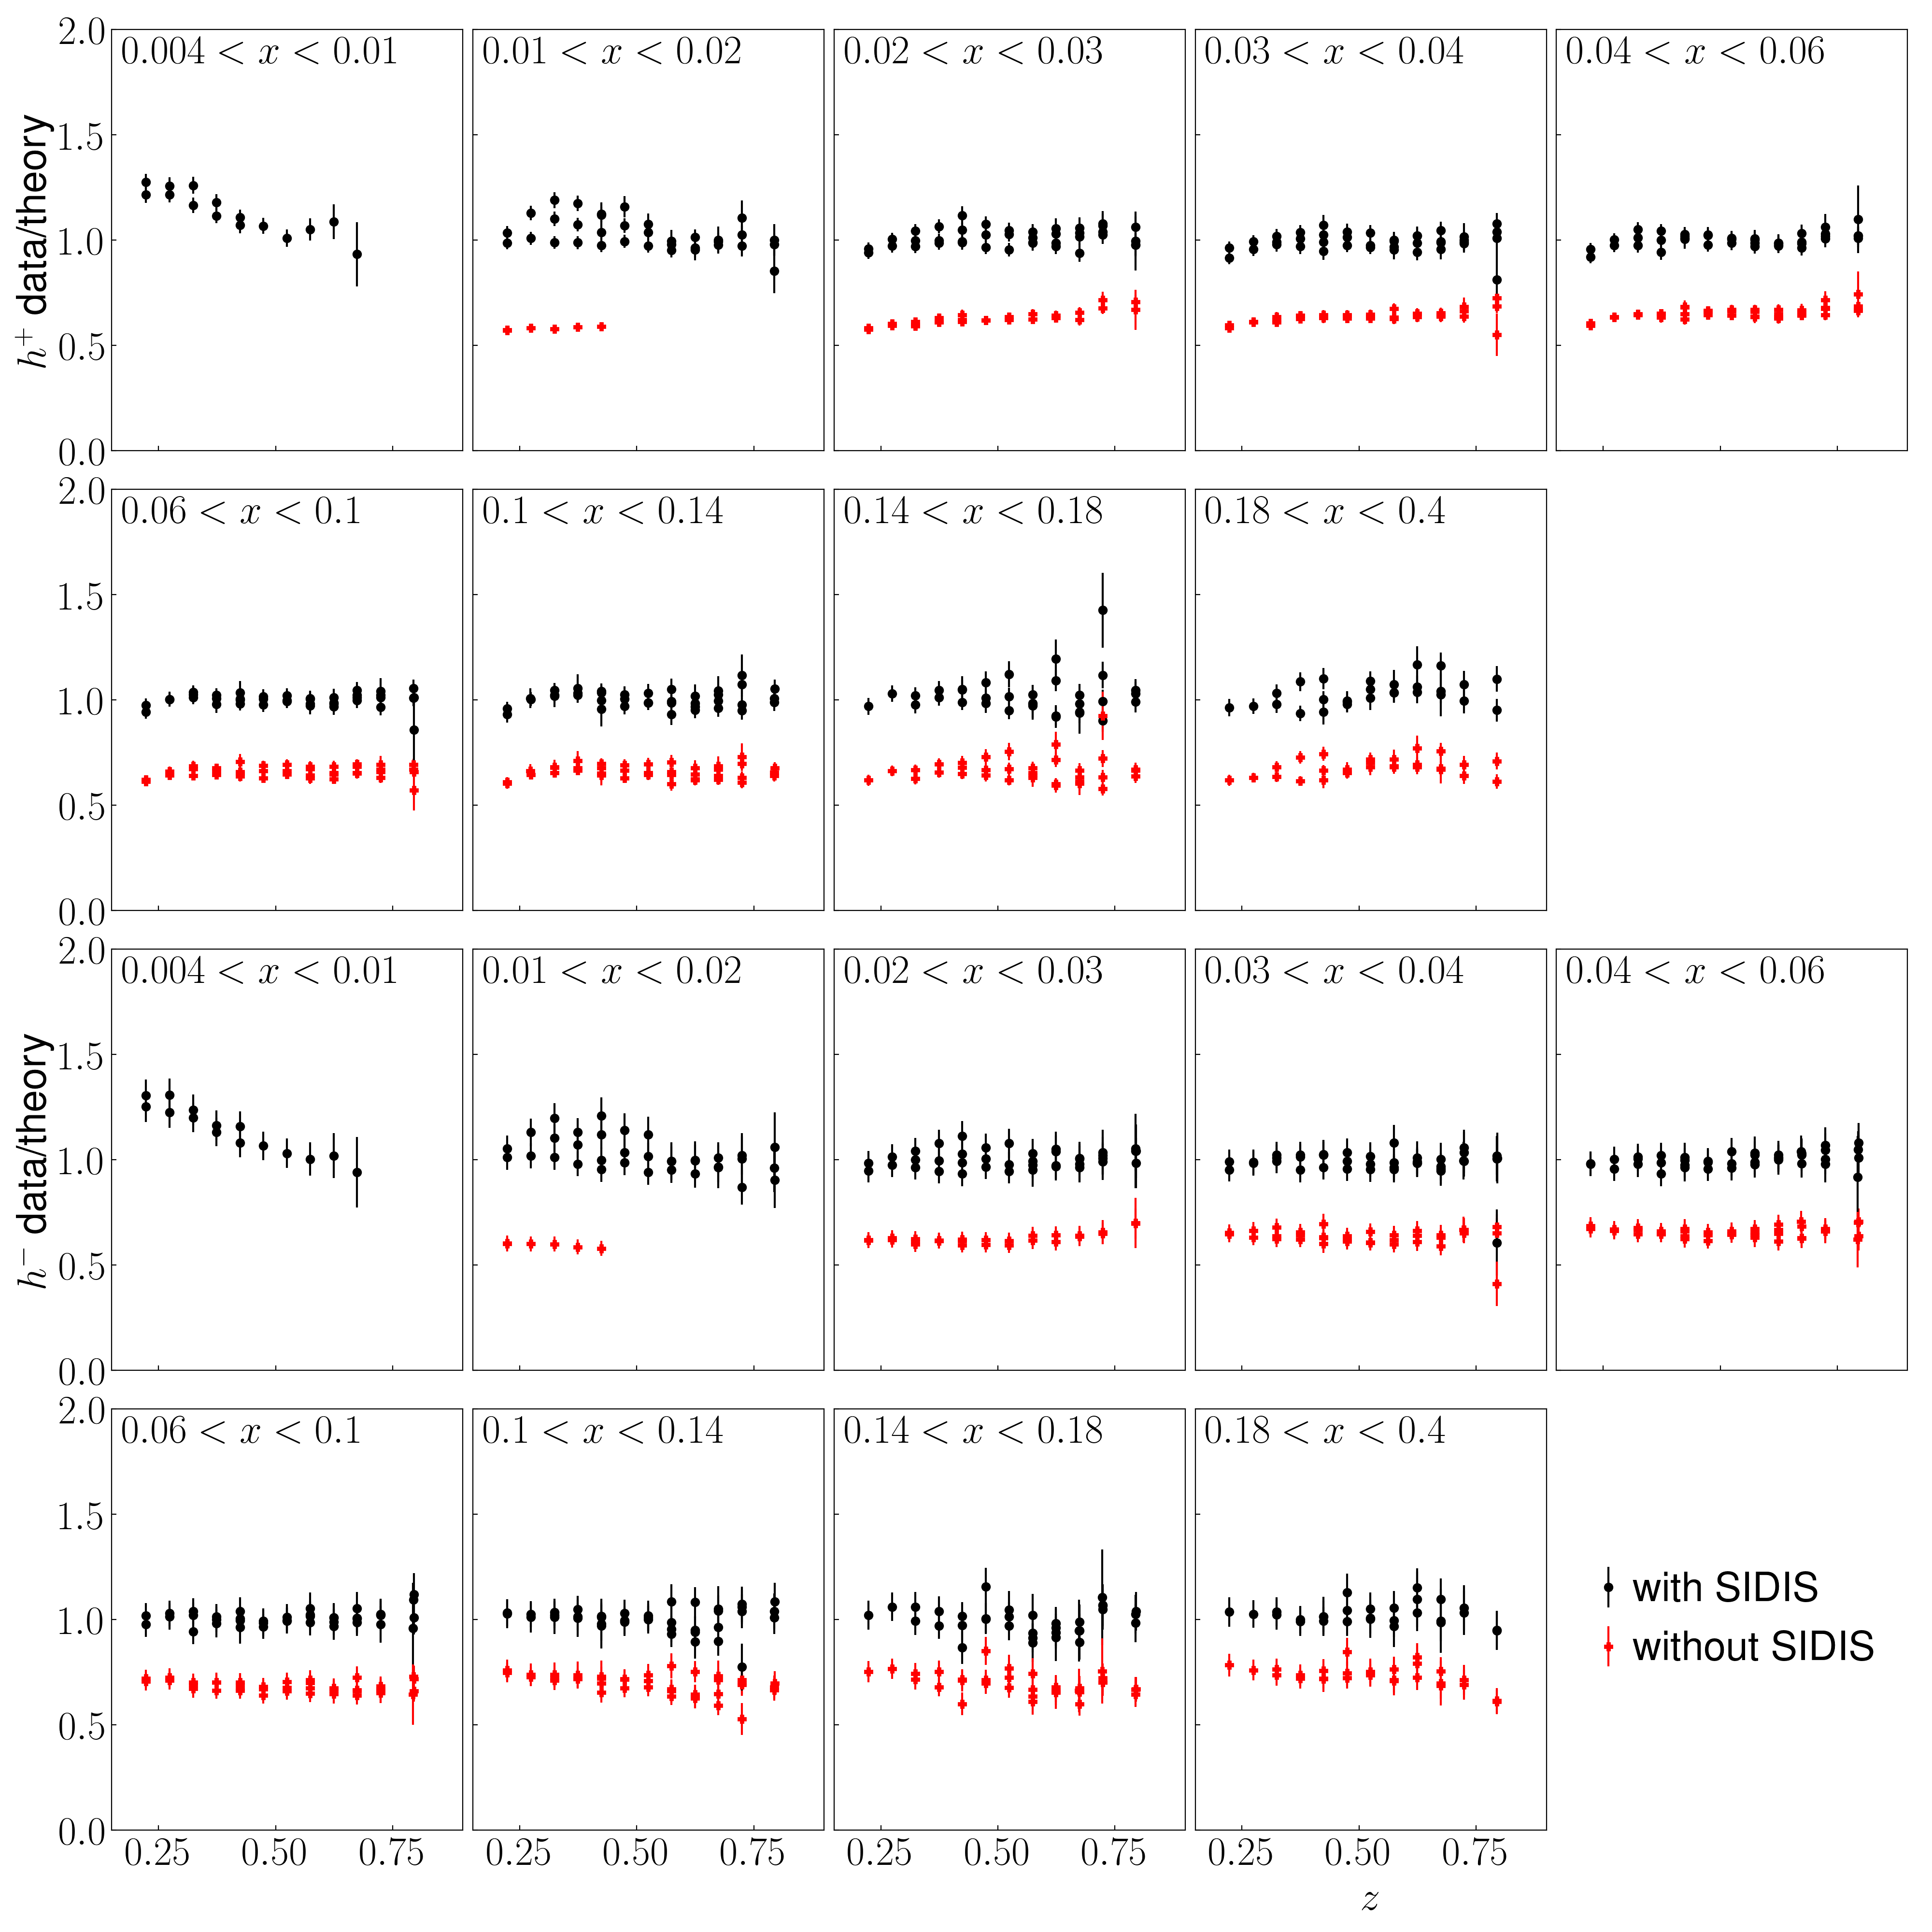 2.0
0.004 < x < 0.01
0.01 < x < 0.02
0.02 < x < 0.03
0.03 < x < 0.04
0.04 < x < 0.06
1.5
1.0
0.5
0.0
h⁺ data/theory
2.0
0.06 < x < 0.1
0.1 < x < 0.14
0.14 < x < 0.18
0.18 < x < 0.4
1.5
1.0
0.5
0.0
2.0
0.004 < x < 0.01
0.01 < x < 0.02
0.02 < x < 0.03
0.03 < x < 0.04
0.04 < x < 0.06
1.5
1.0
0.5
0.0
h⁻ data/theory
2.0
0.06 < x < 0.1
0.1 < x < 0.14
0.14 < x < 0.18
0.18 < x < 0.4
1.5
1.0
0.5
0.0
with SIDIS
without SIDIS
0.25 0.50 0.75
0.25 0.50 0.75
0.25 0.50 0.75
0.25 0.50 0.75
z